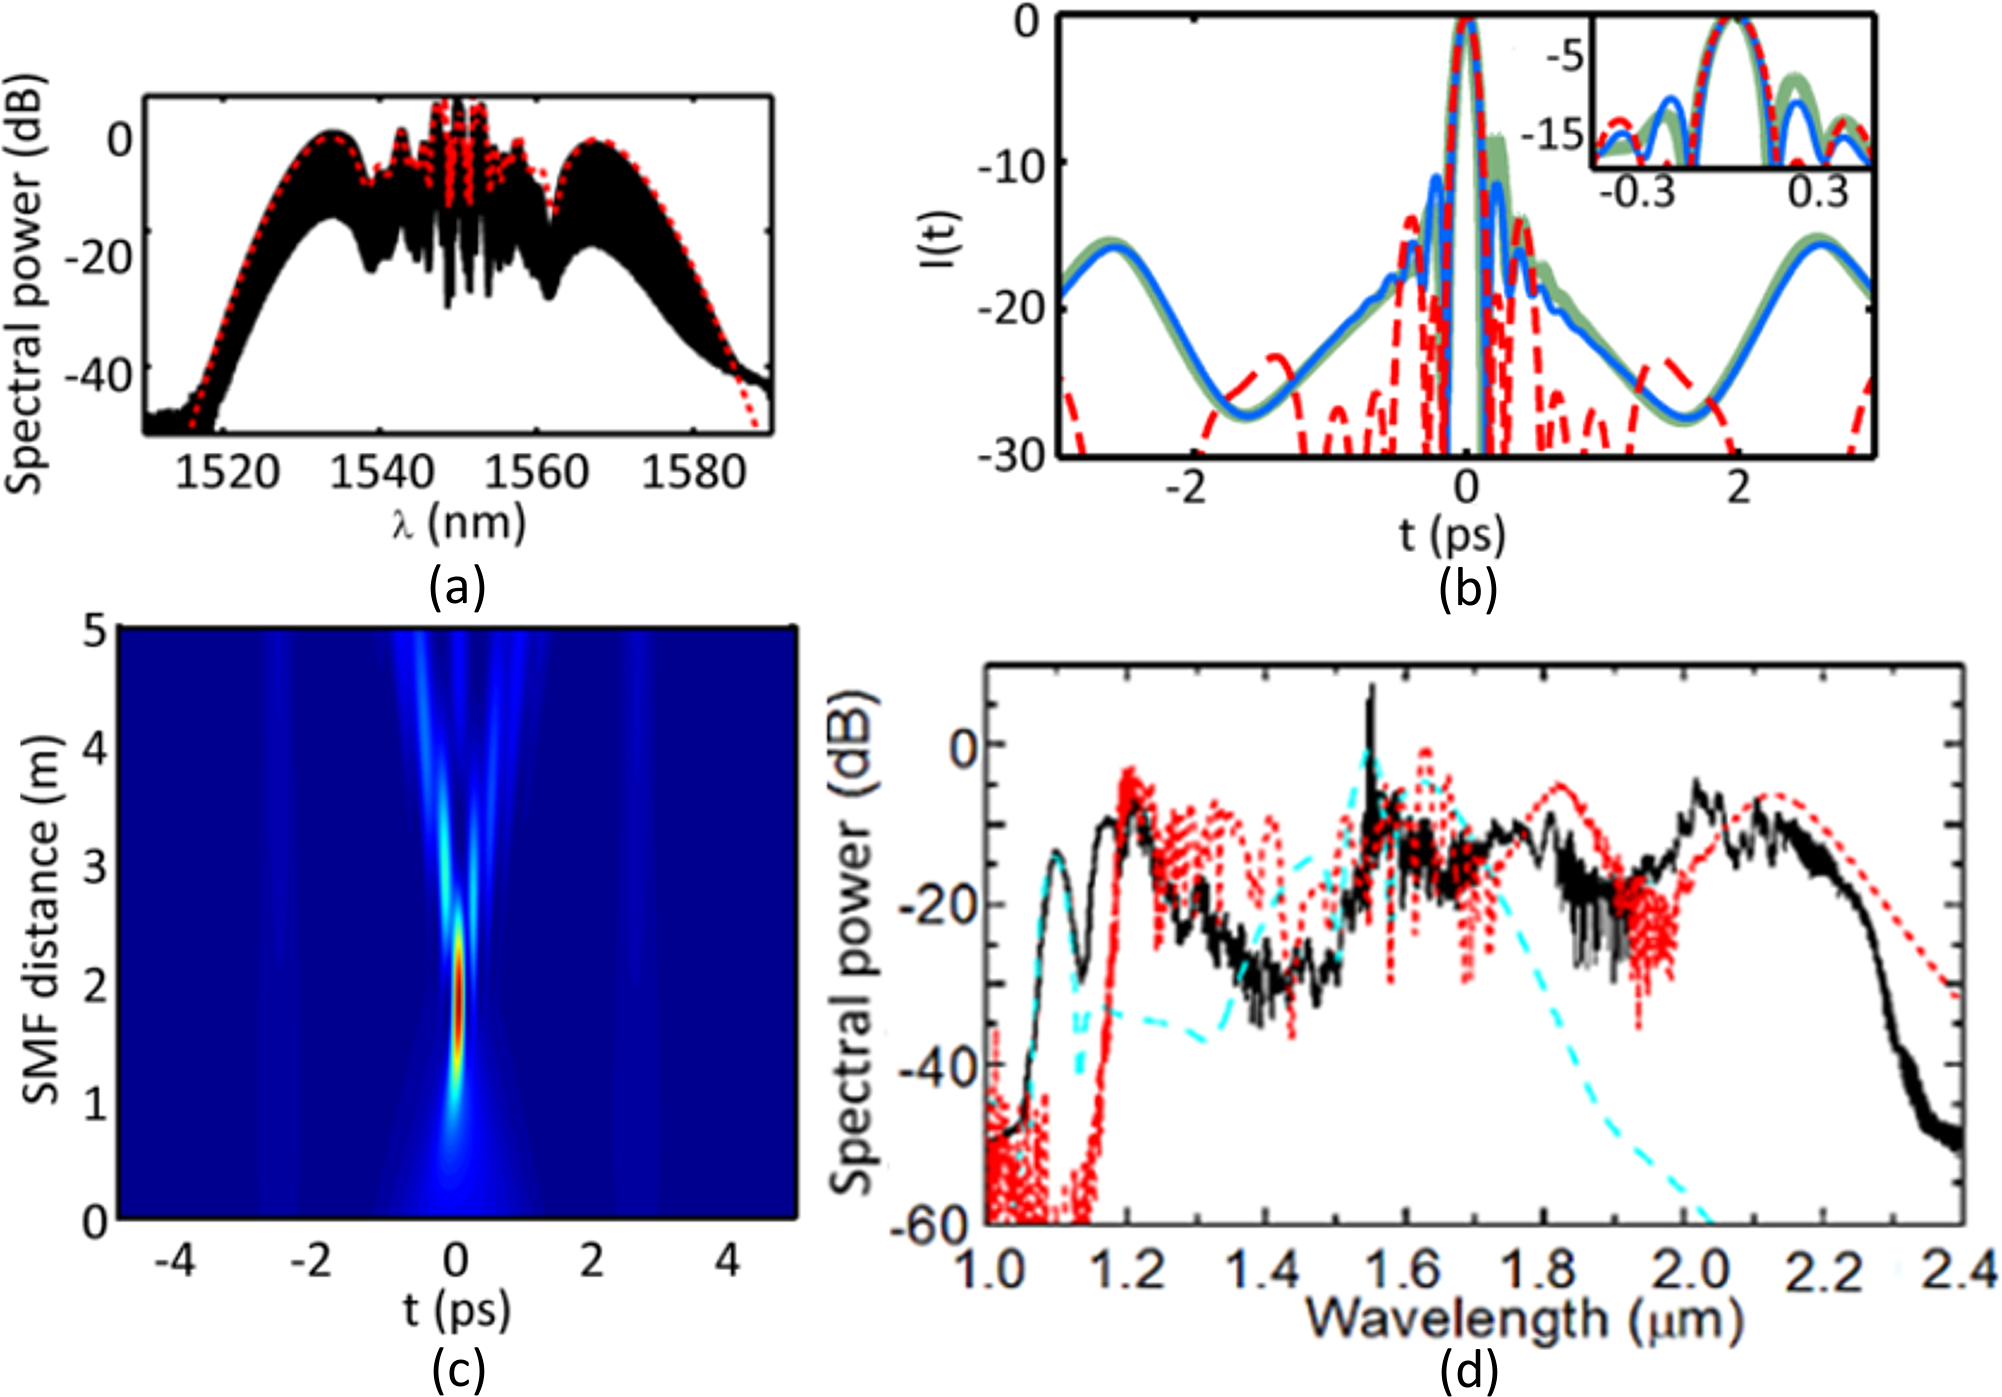 Spectral power (dB)
0
-20
-40
1520 1540 1560 1580
λ (nm)
(a)
I(t)
0
-10
-20
-30
-2 0 2
t (ps)
(b)
-5
-15
-0.3 0.3
SMF distance (m)
5
4
3
2
1
0
-4 -2 0 2 4
t (ps)
(c)
Spectral power (dB)
0
-20
-40
-60
1.0 1.2 1.4 1.6 1.8 2.0 2.2 2.4
Wavelength (μm)
(d)